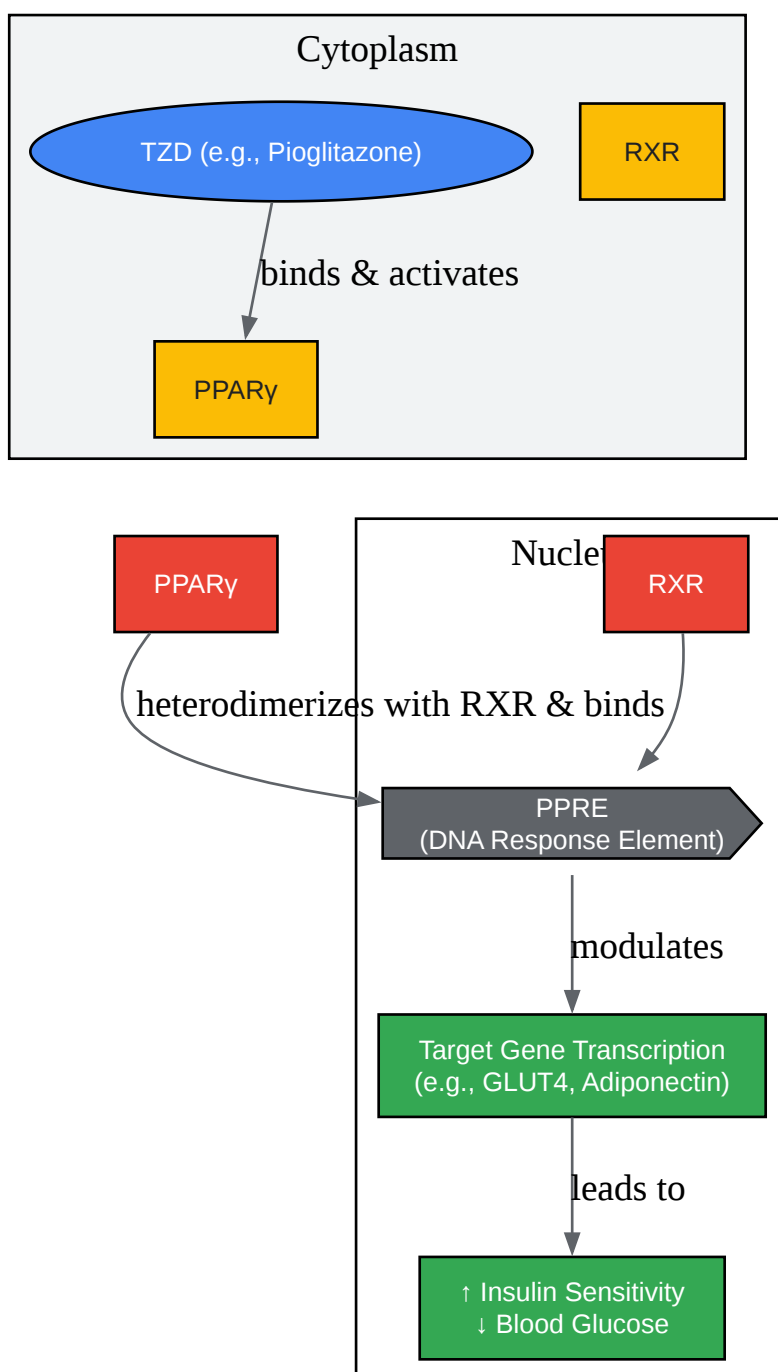 Cytoplasm
TZD (e.g., Pioglitazone)
RXR
binds & activates
PPARγ
PPARγ
RXR
heterodimerizes with RXR & binds
PPRE
(DNA Response Element)
modulates
Target Gene Transcription
(e.g., GLUT4, Adiponectin)
leads to
↑ Insulin Sensitivity
↓ Blood Glucose